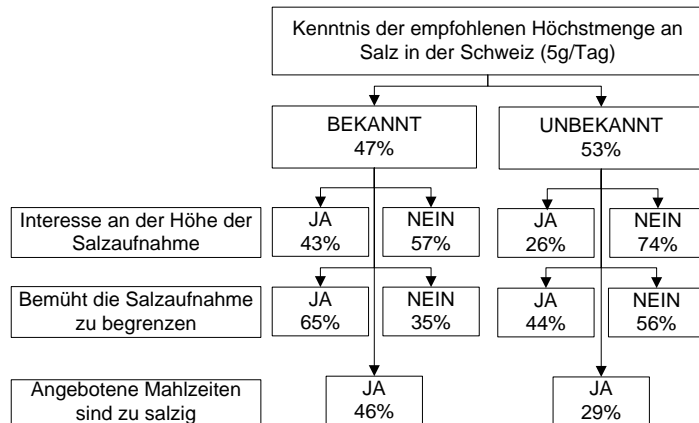 Kenntnis der empfohlenen Höchstmenge an
Salz in der Schweiz (5g/Tag)
BEKANNT
47%
UNBEKANNT
53%
Interesse an der Höhe der
Salzaufnahme
JA
43%
NEIN
57%
JA
26%
NEIN
74%
Bemüht die Salzaufnahme
zu begrenzen
JA
65%
NEIN
35%
JA
44%
NEIN
56%
Angebotene Mahlzeiten
sind zu salzig
JA
46%
JA
29%